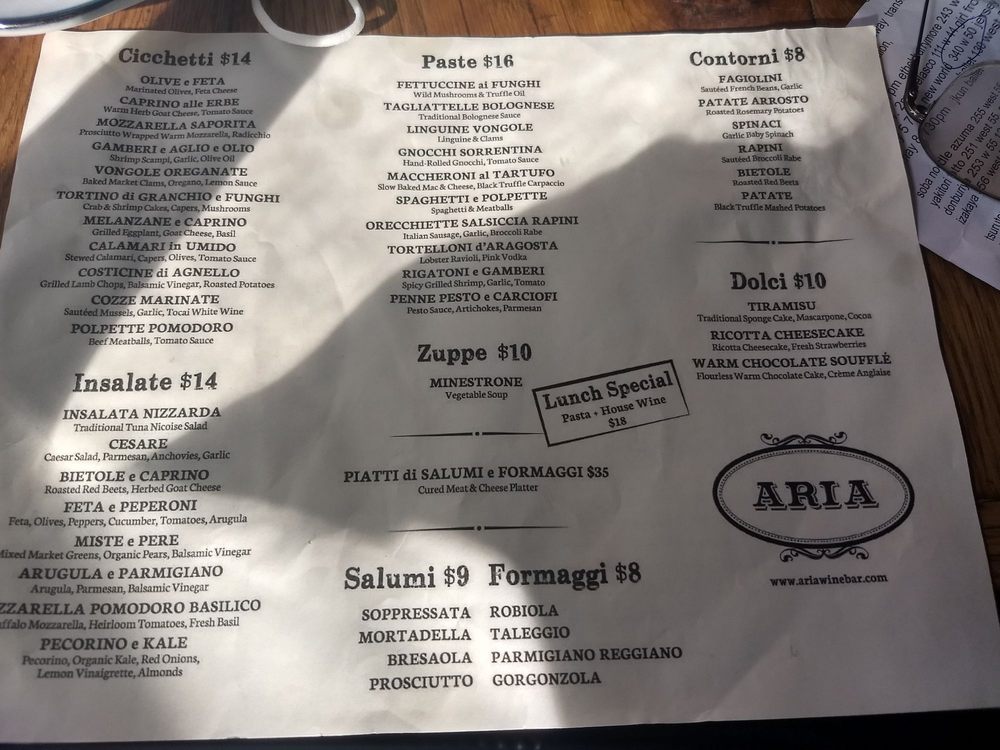 Cicchetti $14
OLIVE e FETA
Marinated Olives, Feta Cheese
CAPRINO alle ERBE
Warm Herb Goat Cheese, Tomato Sauce
MOZZARELLA SAPORITA
Prosciutto Wrapped Warm Mozzarella, Radicchio
GAMBERI e AGLIO e OLIO
Shrimp Scampi, Garlic, Olive Oil
VONGOLE OREGANATE
Baked Market Clams, Oregano, Lemon Sauce
TORTINO di GRANCHIO e FUNGHI
Crab & Shrimp Cakes, Capers, Mushrooms
MELANZANE e CAPRINO
Grilled Eggplant, Goat Cheese, Basil
CALAMARI in UMIDO
Stewed Calamari, Capers, Olives, Tomato Sauce
COSTICINE di AGNELLO
Grilled Lamb Chops, Balsamic Vinegar, Roasted Potatoes
COZZE MARINATE
Sautéed Mussels, Garlic, Tocai White Wine
POLPETTE POMODORO
Beef Meatballs, Tomato Sauce
Insalate $14
INSALATA NIZZARDA
Traditional Tuna Nicoise Salad
CESARE
Caesar Salad, Parmesan, Anchovies, Garlic
BIETOLE e CAPRINO
Roasted Red Beets, Herbed Goat Cheese
FETA e PEPERONI
Feta, Olives, Peppers, Cucumber, Tomatoes, Arugula
MISTE e PERE
Mixed Market Greens, Organic Pears, Balsamic Vinegar
ARUGULA e PARMIGIANO
Arugula, Parmesan, Balsamic Vinegar
ZZARELLA POMODORO BASILICO
uffalo Mozzarella, Heirloom Tomatoes, Fresh Basil
PECORINO e KALE
Pecorino, Organic Kale, Red Onions,
Lemon Vinaigrette, Almonds
Paste $16
FETTUCCINE ai FUNGHI
Wild Mushrooms & Truffle Oil
TAGLIATTELLE BOLOGNESE
Traditional Bolognese Sauce
LINGUINE VONGOLE
Linguine & Clams
GNOCCHI SORRENTINA
Hand-Rolled Gnocchi, Tomato Sauce
MACCHERONI al TARTUFO
Slow Baked Mac & Cheese, Black Truffle Carpaccio
SPAGHETTI e POLPETTE
Spaghetti & Meatballs
ORECCHIETTE SALSICCIA RAPINI
Italian Sausage, Garlic, Broccoli Rabe
TORTELLONI d'ARAGOSTA
Lobster Ravioli, Pink Vodka
RIGATONI e GAMBERI
Spicy Grilled Shrimp, Garlic, Tomato
PENNE PESTO e CARCIOFI
Pesto Sauce, Artichokes, Parmesan
Zuppe $10
MINESTRONE
Vegetable Soup
Lunch Special
Pasta + House Wine
$18
PIATTI di SALUMI e FORMAGGI $35
Cured Meat & Cheese Platter
Salumi $9
SOPPRESSATA
MORTADELLA
BRESAOLA
PROSCIUTTO
Formaggi $8
ROBIOLA
TALEGGIO
PARMIGIANO REGGIANO
GORGONZOLA
Contorni $8
FAGIOLINI
Sautéed French Beans, Garlic
PATATE ARROSTO
Roasted Rosemary Potatoes
SPINACI
Garlic Baby Spinach
RAPINI
Sautéed Broccoli Rabe
BIETOLE
Roasted Red Beets
PATATE
Black Truffle Mashed Potatoes
Dolci $10
TIRAMISU
Traditional Sponge Cake, Mascarpone, Cocoa
RICOTTA CHEESECAKE
Ricotta Cheesecake, Fresh Strawberries
WARM CHOCOLATE SOUFFLÈ
Flourless Warm Chocolate Cake, Crème Anglaise
ARIA
www.ariawinebar.com